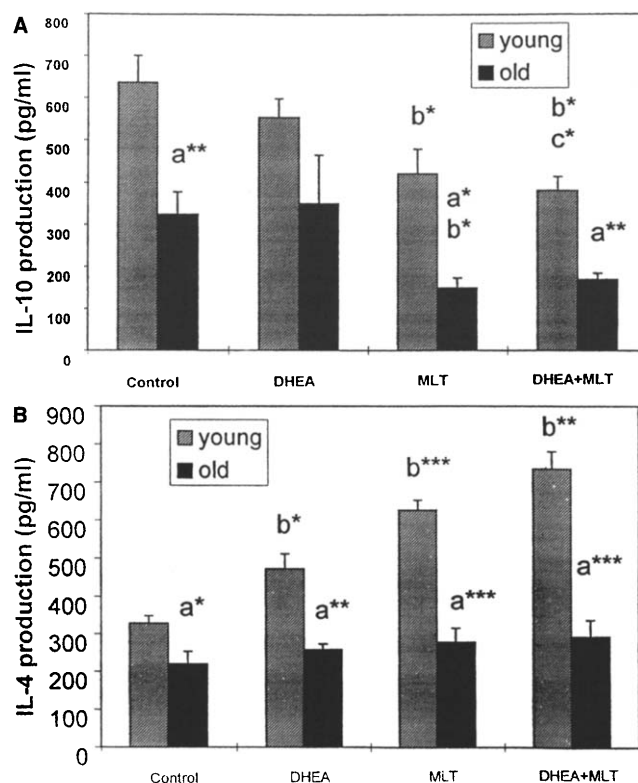 A
800
700
600
500
400
300
200
100
0
IL-10 production (pg/ml)
young
old
a**
b*
a*
b*
b*
c*
a**
Control DHEA MLT DHEA+MLT
B
900
800
700
600
500
400
300
200
100
0
IL-4 production (pg/ml)
young
old
a*
b*
a**
b***
a***
b**
a***
Control DHEA MLT DHEA+MLT